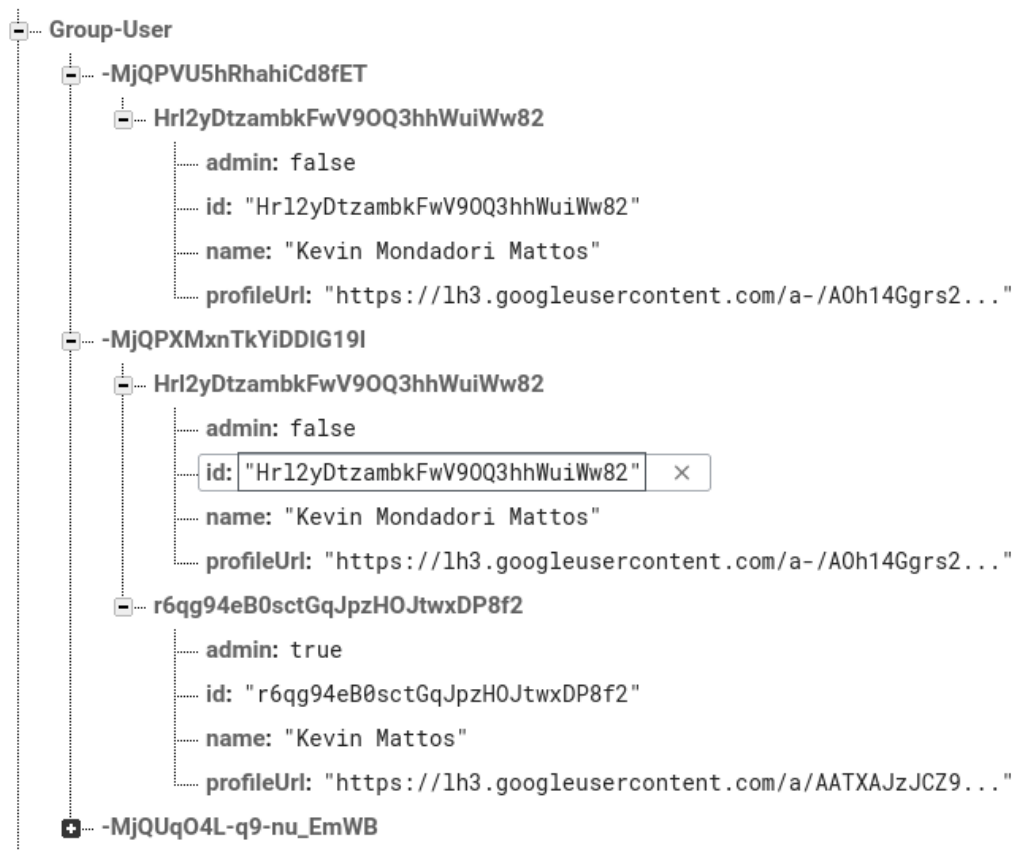 Group-User
-MjQPVU5hRhahiCd8fET
Hrl2yDtzambkFwV9OQ3hhWuiWw82
admin: false
id: "Hrl2yDtzambkFwV9OQ3hhWuiWw82"
name: "Kevin Mondadori Mattos"
profileUrl: "https://lh3.googleusercontent.com/a-/AOh14Ggrs2..."
-MjQPXMxnTkYiDDIG19I
Hrl2yDtzambkFwV9OQ3hhWuiWw82
admin: false
id: "Hrl2yDtzambkFwV9OQ3hhWuiWw82" ×
name: "Kevin Mondadori Mattos"
profileUrl: "https://lh3.googleusercontent.com/a-/AOh14Ggrs2..."
r6qg94eB0sctGqJpzHOJtwxDP8f2
admin: true
id: "r6qg94eB0sctGqJpzHOJtwxDP8f2"
name: "Kevin Mattos"
profileUrl: "https://lh3.googleusercontent.com/a/AATXAJzJCZ9..."
-MjQUqO4L-q9-nu_EmWB